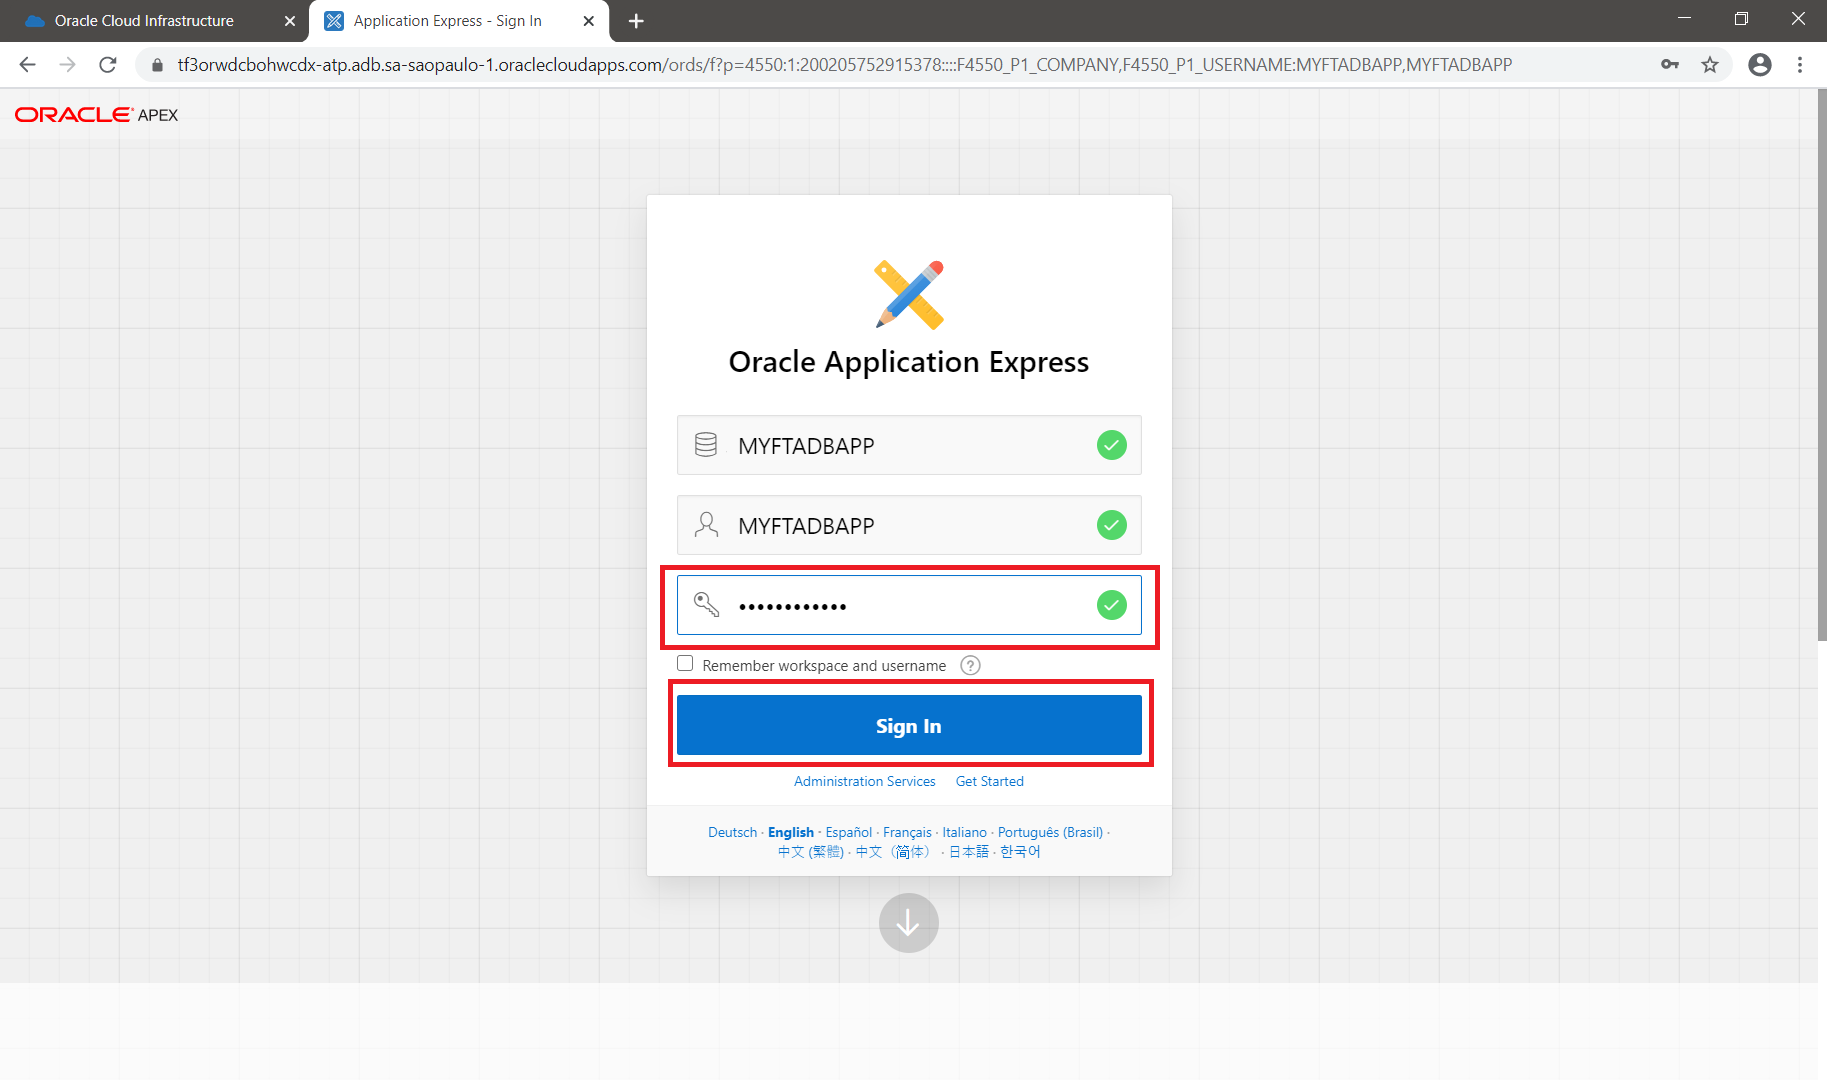 Oracle Cloud Infrastructure
Application Express - Sign In
tf3orwdcbohwcdx-atp.adb.sa-saopaulo-1.oraclecloudapps.com/ords/f?p=4550:1:200205752915378::::F4550_P1_COMPANY,F4550_P1_USERNAME:MYFTADBAPP,MYFTADBAPP
ORACLE APEX
Oracle Application Express
MYFTADBAPP
MYFTADBAPP
••••••••••••
Remember workspace and username ?
Sign In
Administration Services Get Started
Deutsch · English · Español · Français · Italiano · Português (Brasil) ·
中文 (繁體) · 中文（简体） · 日本語 · 한국어